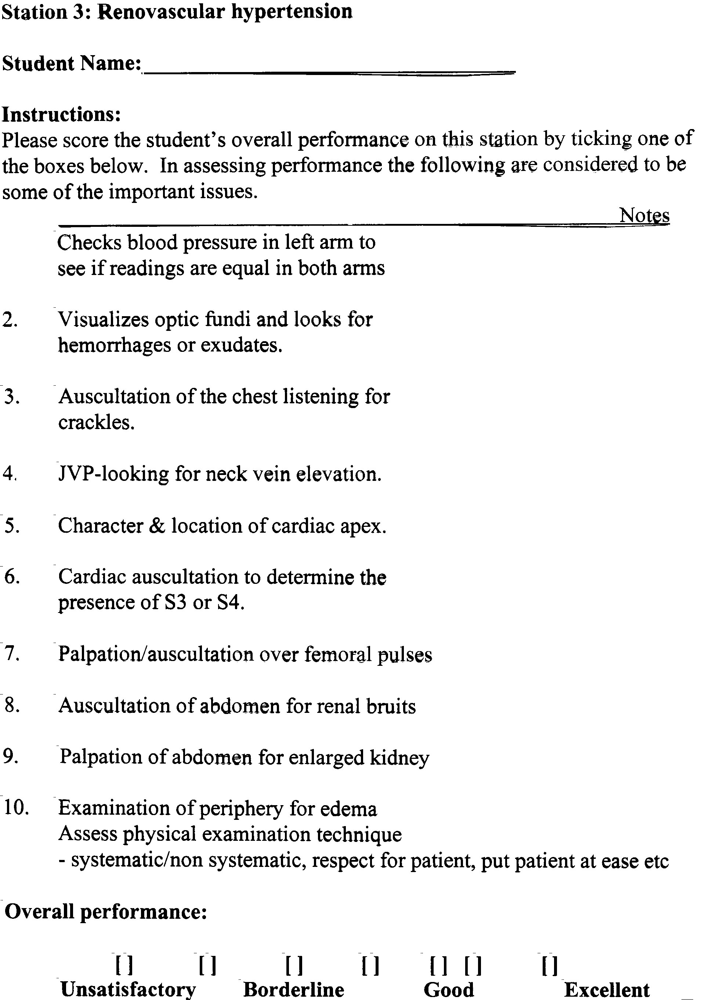 Station 3: Renovascular hypertension
Student Name:
Instructions:
Please score the student's overall performance on this station by ticking one of
the boxes below. In assessing performance the following are considered to be
some of the important issues.
Notes
Checks blood pressure in left arm to
see if readings are equal in both arms
2. Visualizes optic fundi and looks for
hemorrhages or exudates.
3. Auscultation of the chest listening for
crackles.
4. JVP-looking for neck vein elevation.
5. Character & location of cardiac apex.
6. Cardiac auscultation to determine the
presence of S3 or S4.
7. Palpation/auscultation over femoral pulses
8. Auscultation of abdomen for renal bruits
9. Palpation of abdomen for enlarged kidney
10. Examination of periphery for edema
Assess physical examination technique
- systematic/non systematic, respect for patient, put patient at ease etc
Overall performance:
[] [] [] [] [] [] []
Unsatisfactory Borderline Good Excellent